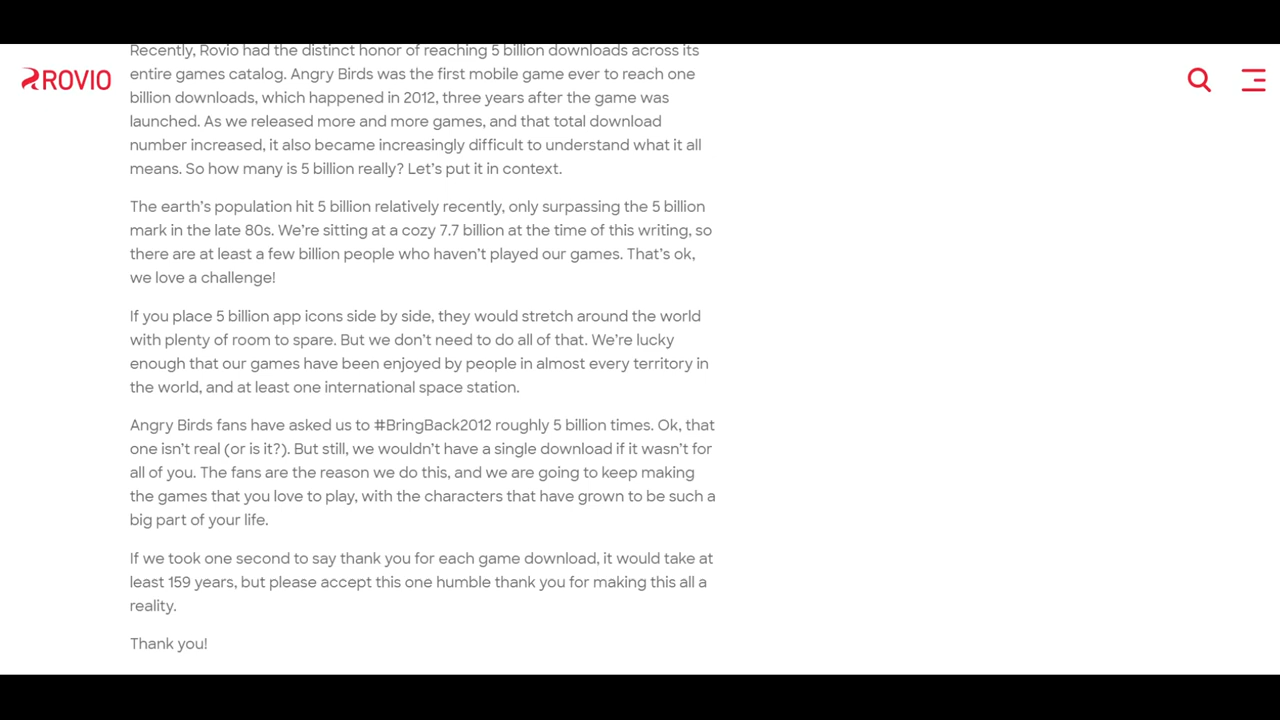 Recently, Rovio had the distinct honor of reaching 5 billion downloads across its
ROVIO
entire games catalog. Angry Birds was the first mobile game ever to reach one
billion downloads, which happened in 2012, three years after the game was
launched. As we released more and more games, and that total download
number increased, it also became increasingly difficult to understand what it all
means. So how many is 5 billion really? Let’s put it in context.
The earth’s population hit 5 billion relatively recently, only surpassing the 5 billion
mark in the late 80s. We’re sitting at a cozy 7.7 billion at the time of this writing, so
there are at least a few billion people who haven’t played our games. That’s ok,
we love a challenge!
If you place 5 billion app icons side by side, they would stretch around the world
with plenty of room to spare. But we don’t need to do all of that. We’re lucky
enough that our games have been enjoyed by people in almost every territory in
the world, and at least one international space station.
Angry Birds fans have asked us to #BringBack2012 roughly 5 billion times. Ok, that
one isn’t real (or is it?). But still, we wouldn’t have a single download if it wasn’t for
all of you. The fans are the reason we do this, and we are going to keep making
the games that you love to play, with the characters that have grown to be such a
big part of your life.
If we took one second to say thank you for each game download, it would take at
least 159 years, but please accept this one humble thank you for making this all a
reality.
Thank you!